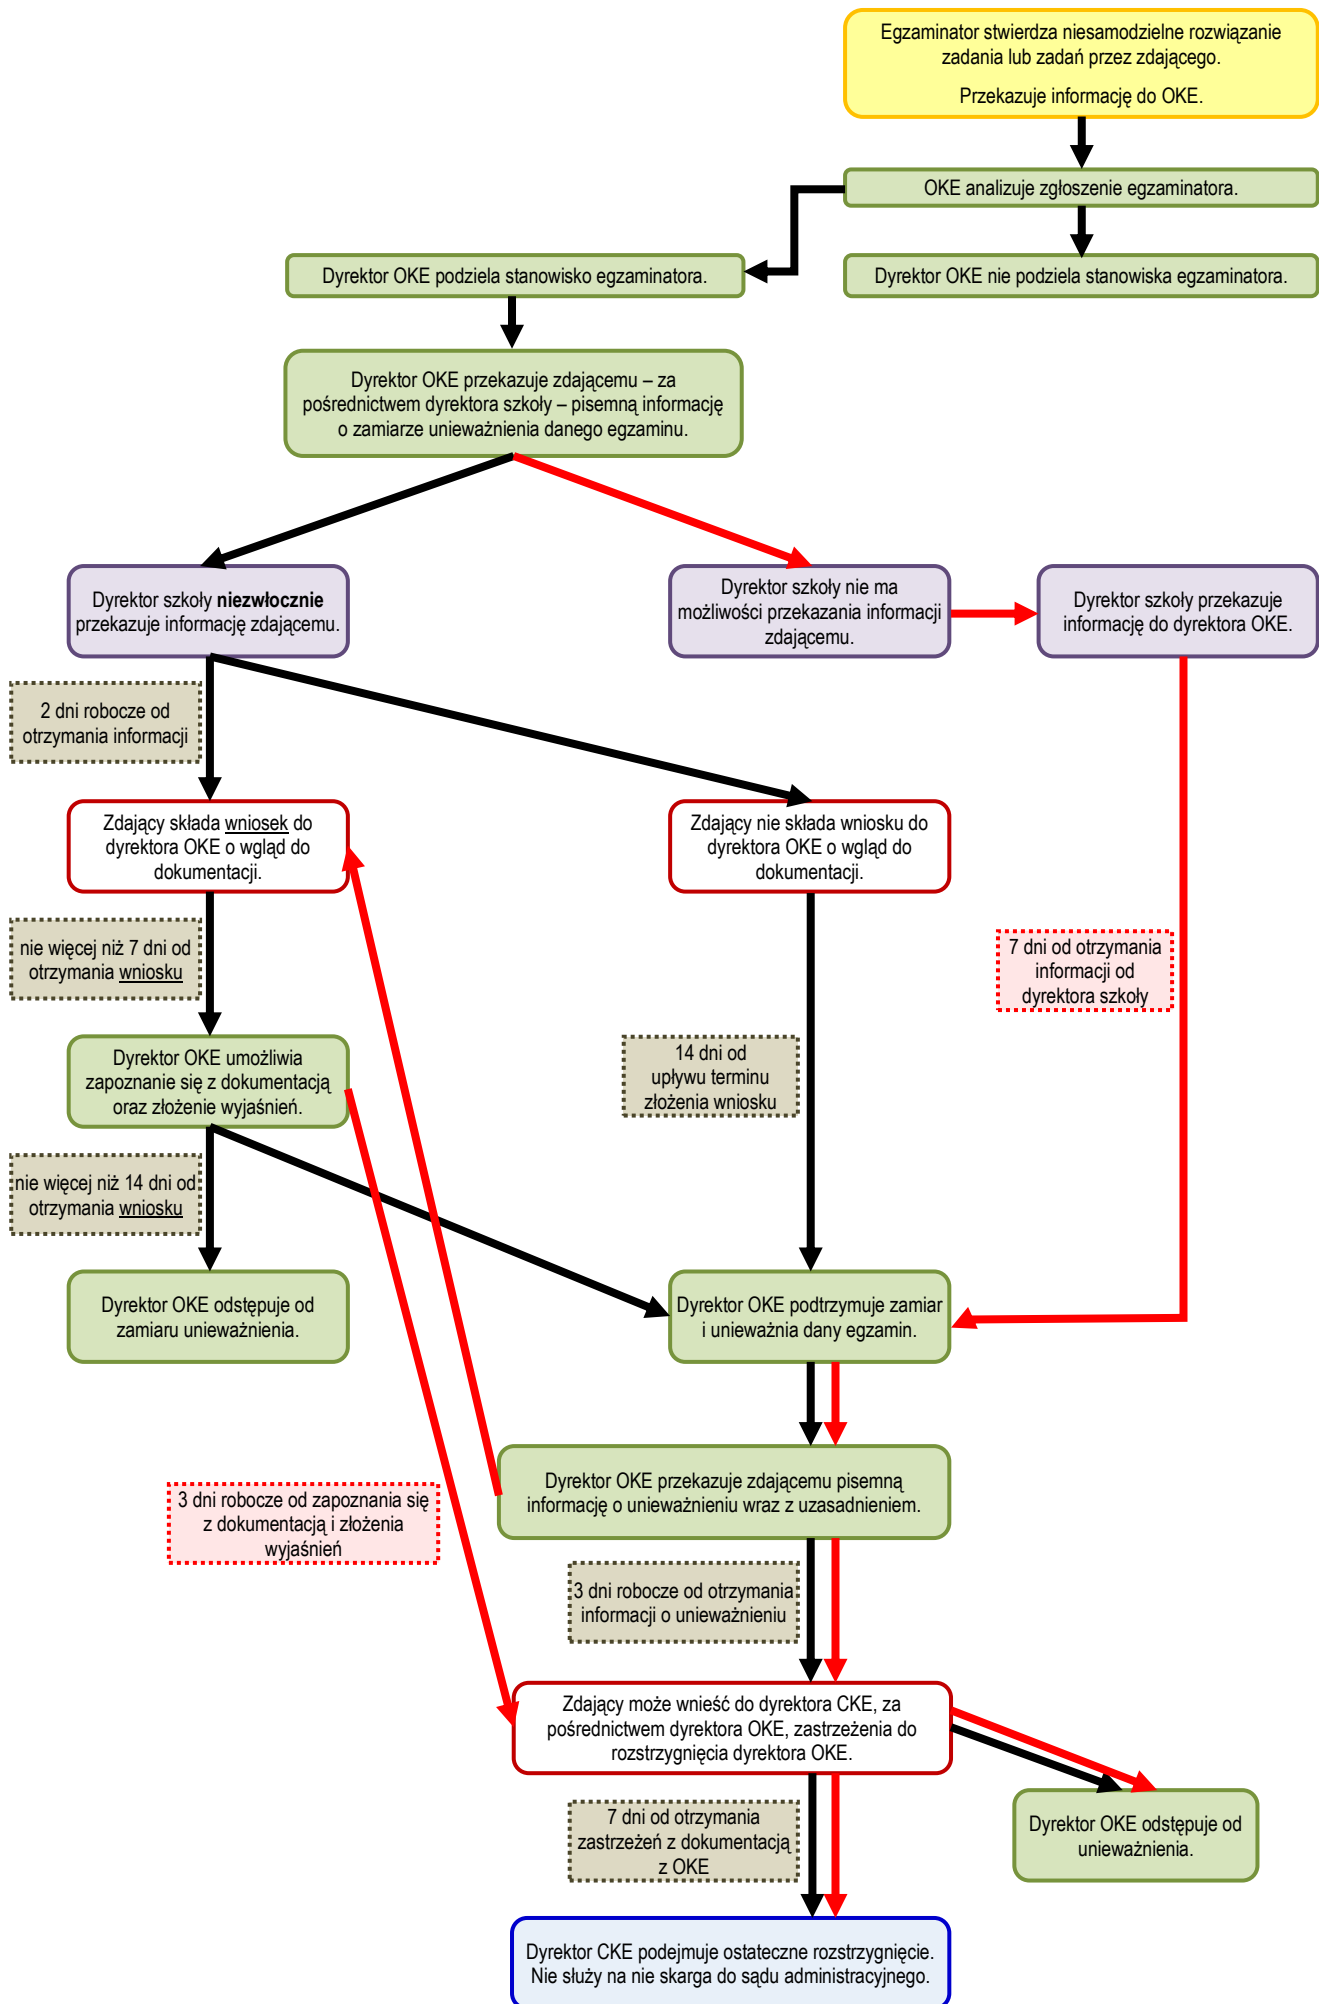 Egzaminator stwierdza niesamodzielne rozwiązanie
zadania lub zadań przez zdającego.
Przekazuje informację do OKE.
OKE analizuje zgłoszenie egzaminatora.
Dyrektor OKE podziela stanowisko egzaminatora.
Dyrektor OKE nie podziela stanowiska egzaminatora.
Dyrektor OKE przekazuje zdającemu – za
pośrednictwem dyrektora szkoły – pisemną informację
o zamiarze unieważnienia danego egzaminu.
Dyrektor szkoły niezwłocznie
przekazuje informację zdającemu.
Dyrektor szkoły nie ma
możliwości przekazania informacji
zdającemu.
Dyrektor szkoły przekazuje
informację do dyrektora OKE.
2 dni robocze od
otrzymania informacji
Zdający składa wniosek do
dyrektora OKE o wgląd do
dokumentacji.
Zdający nie składa wniosku do
dyrektora OKE o wgląd do
dokumentacji.
nie więcej niż 7 dni od
otrzymania wniosku
7 dni od otrzymania
informacji od
dyrektora szkoły
Dyrektor OKE umożliwia
zapoznanie się z dokumentacją
oraz złożenie wyjaśnień.
14 dni od
upływu terminu
złożenia wniosku
nie więcej niż 14 dni od
otrzymania wniosku
Dyrektor OKE odstępuje od
zamiaru unieważnienia.
Dyrektor OKE podtrzymuje zamiar
i unieważnia dany egzamin.
Dyrektor OKE przekazuje zdającemu pisemną
informację o unieważnieniu wraz z uzasadnieniem.
3 dni robocze od zapoznania się
z dokumentacją i złożenia
wyjaśnień
3 dni robocze od otrzymania
informacji o unieważnieniu
Zdający może wnieść do dyrektora CKE, za
pośrednictwem dyrektora OKE, zastrzeżenia do
rozstrzygnięcia dyrektora OKE.
7 dni od otrzymania
zastrzeżeń z dokumentacją
z OKE
Dyrektor OKE odstępuje od
unieważnienia.
Dyrektor CKE podejmuje ostateczne rozstrzygnięcie.
Nie służy na nie skarga do sądu administracyjnego.